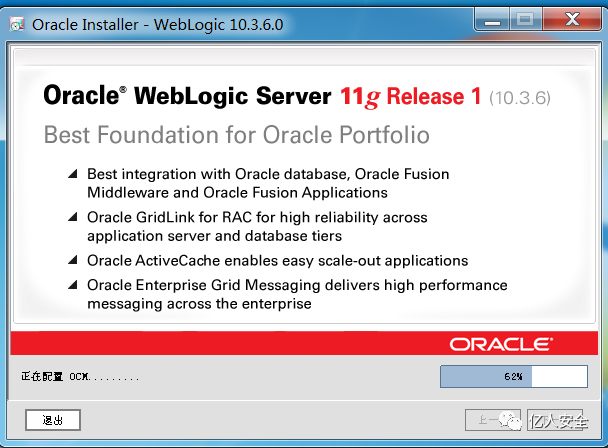 Oracle Installer - WebLogic 10.3.6.0
Oracle® WebLogic Server 11g Release 1 (10.3.6)
Best Foundation for Oracle Portfolio
Best integration with Oracle database, Oracle Fusion
Middleware and Oracle Fusion Applications
Oracle GridLink for RAC for high reliability across
application server and database tiers
Oracle ActiveCache enables easy scale-out applications
Oracle Enterprise Grid Messaging delivers high performance
messaging across the enterprise
ORACLE®
正在配置 OCM.........
62%
退出
上一
亿人安全